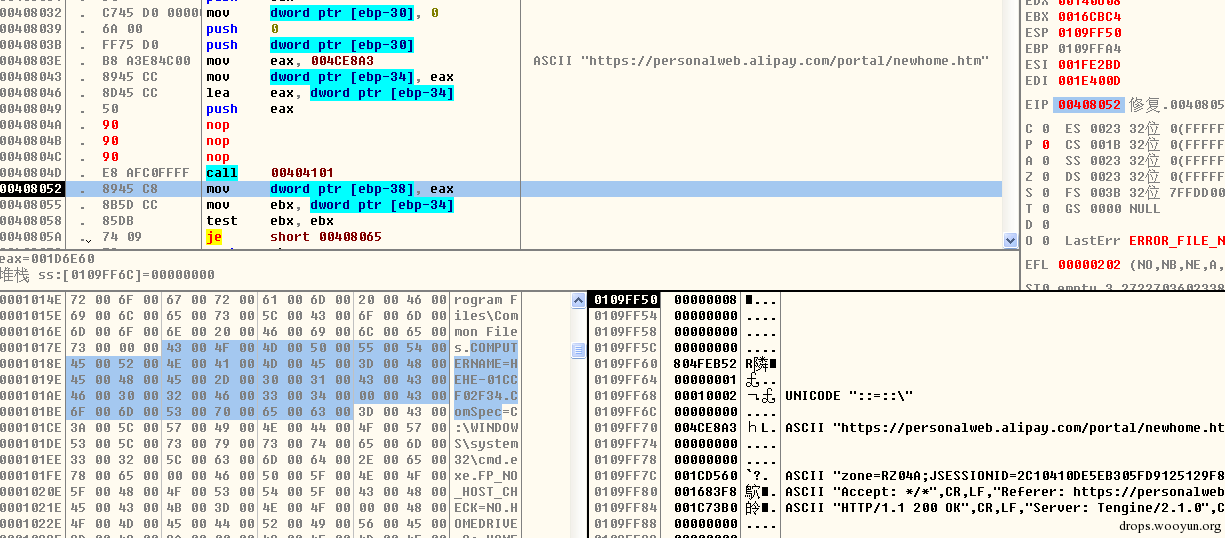 00408032 . C745 D0 0000 mov dword ptr [ebp-30], 0
00408039 . 6A 00 push 0
0040803B . FF75 D0 push dword ptr [ebp-30]
0040803E . B8 A3E84C00 mov eax, 004CE8A3 ASCII "https://personalweb.alipay.com/portal/newhome.htm"
00408043 . 8945 CC mov dword ptr [ebp-34], eax
00408046 . 8D45 CC lea eax, dword ptr [ebp-34]
00408049 . 50 push eax
0040804A . 90 nop
0040804B . 90 nop
0040804C . 90 nop
0040804D . E8 AFC0FFFF call 00404101
00408052 . 8945 C8 mov dword ptr [ebp-38], eax
00408055 . 8B5D CC mov ebx, dword ptr [ebp-34]
00408058 . 85DB test ebx, ebx
0040805A . 74 09 je short 00408065
EBX 0016CBC4
ESP 0109FF50
EBP 0109FFA4
ESI 001FE2BD
EDI 001E400D
EIP 00408052 修复.0040805
C 0 ES 0023 32位 0(FFFFF
P 0 CS 001B 32位 0(FFFFF
A 0 SS 0023 32位 0(FFFFF
Z 0 DS 0023 32位 0(FFFFF
S 0 FS 003B 32位 7FFDD00
T 0 GS 0000 NULL
D 0
O 0 LastErr ERROR_FILE_N
EFL 00000202 (NO,NB,NE,A,
ST0 empty 3.2722703602338
eax=001D6E60
堆栈 ss:[0109FF6C]=00000000
0001014E 72 00 6F 00 67 00 72 00 61 00 6D 00 20 00 46 00 rogram F
0001015E 69 00 6C 00 65 00 73 00 5C 00 43 00 6F 00 6D 00 iles\Com
0001016E 6D 00 6F 00 6E 00 20 00 46 00 69 00 6C 00 65 00 mon File
0001017E 73 00 00 00 43 00 4F 00 4D 00 50 00 55 00 54 00 s.COMPUT
0001018E 45 00 52 00 4E 00 41 00 4D 00 45 00 3D 00 48 00 ERNAME=H
0001019E 45 00 48 00 45 00 2D 00 30 00 31 00 43 00 43 00 EHE-01CC
000101AE 46 00 30 00 32 00 46 00 33 00 34 00 00 00 43 00 F02F34.C
000101BE 6F 00 6D 00 53 00 70 00 65 00 63 00 3D 00 43 00 omSpec=C
000101CE 3A 00 5C 00 57 00 49 00 4E 00 44 00 4F 00 57 00 :\WINDOW
000101DE 53 00 5C 00 73 00 79 00 73 00 74 00 65 00 6D 00 S\system
000101EE 33 00 32 00 5C 00 63 00 6D 00 64 00 2E 00 65 00 32\cmd.e
000101FE 78 00 65 00 00 00 46 00 50 00 5F 00 4E 00 4F 00 xe.FP_NO
0001020E 5F 00 48 00 4F 00 53 00 54 00 5F 00 43 00 48 00 _HOST_CH
0001021E 45 00 43 00 4B 00 3D 00 4E 00 4F 00 00 00 48 00 ECK=NO.H
0001022E 4F 00 4D 00 45 00 44 00 52 00 49 00 56 00 45 00 OMEDRIVE
0109FF50 00000008
0109FF54 00000000 ....
0109FF58 00000000 ....
0109FF5C 00000000 ....
0109FF60 804FEB52
0109FF64 00000001
0109FF68 00010002 UNICODE "::=::\"
0109FF6C 00000000 ....
0109FF70 004CE8A3 ASCII "https://personalweb.alipay.com/portal/newhome.ht
0109FF74 00000000 ....
0109FF78 00000000 ....
0109FF7C 001CD560 `?. ASCII "zone=RZ04A;JSESSIONID=2C10410DE5EB305FD9125129F8
0109FF80 001683F8 ASCII "Accept: */*",CR,LF,"Referer: https://personalweb
0109FF84 001C73B0 ASCII "HTTP/1.1 200 OK",CR,LF,"Server: Tengine/2.1.0",C
0109FF88 00000000 ....
drops.wooyun.org